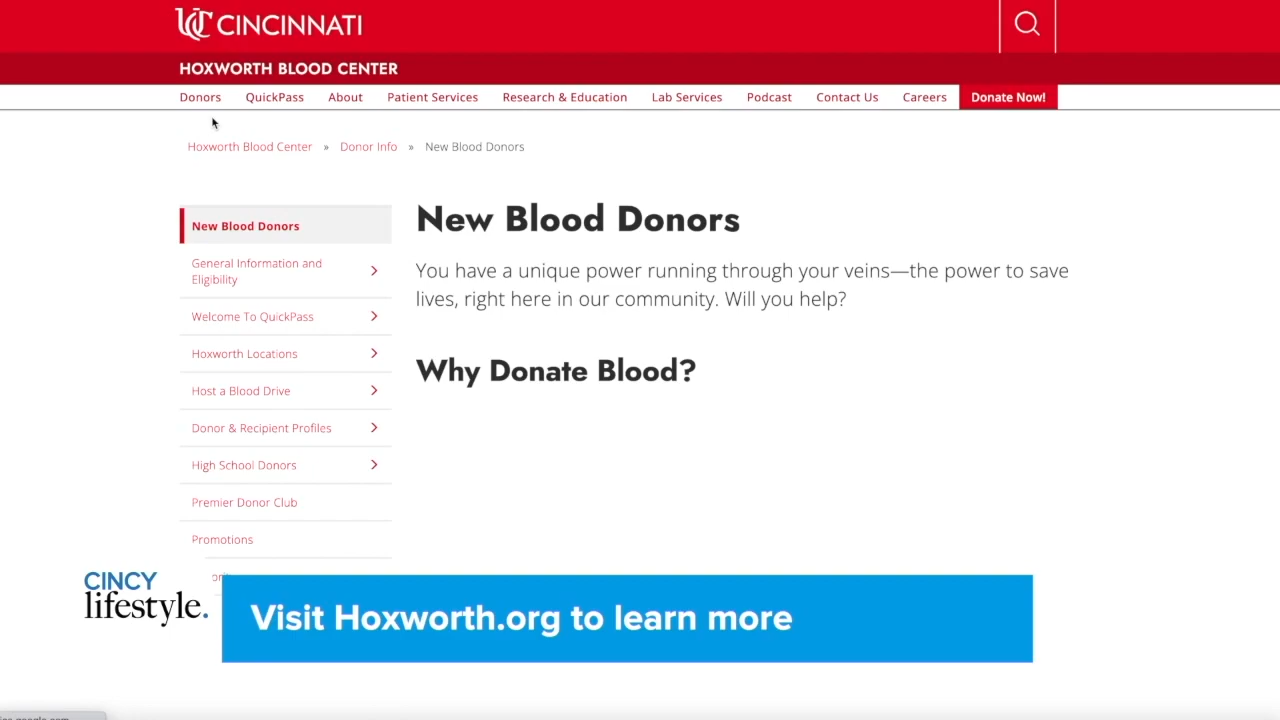 UC CINCINNATI
HOXWORTH BLOOD CENTER
Donors QuickPass About Patient Services Research & Education Lab Services Podcast Contact Us Careers Donate Now!
Hoxworth Blood Center » Donor Info » New Blood Donors
New Blood Donors
General Information and
Eligibility
Welcome To QuickPass
Hoxworth Locations
Host a Blood Drive
Donor & Recipient Profiles
High School Donors
Premier Donor Club
Promotions
New Blood Donors
You have a unique power running through your veins—the power to save
lives, right here in our community. Will you help?
Why Donate Blood?
CINCY
lifestyle.
Visit Hoxworth.org to learn more